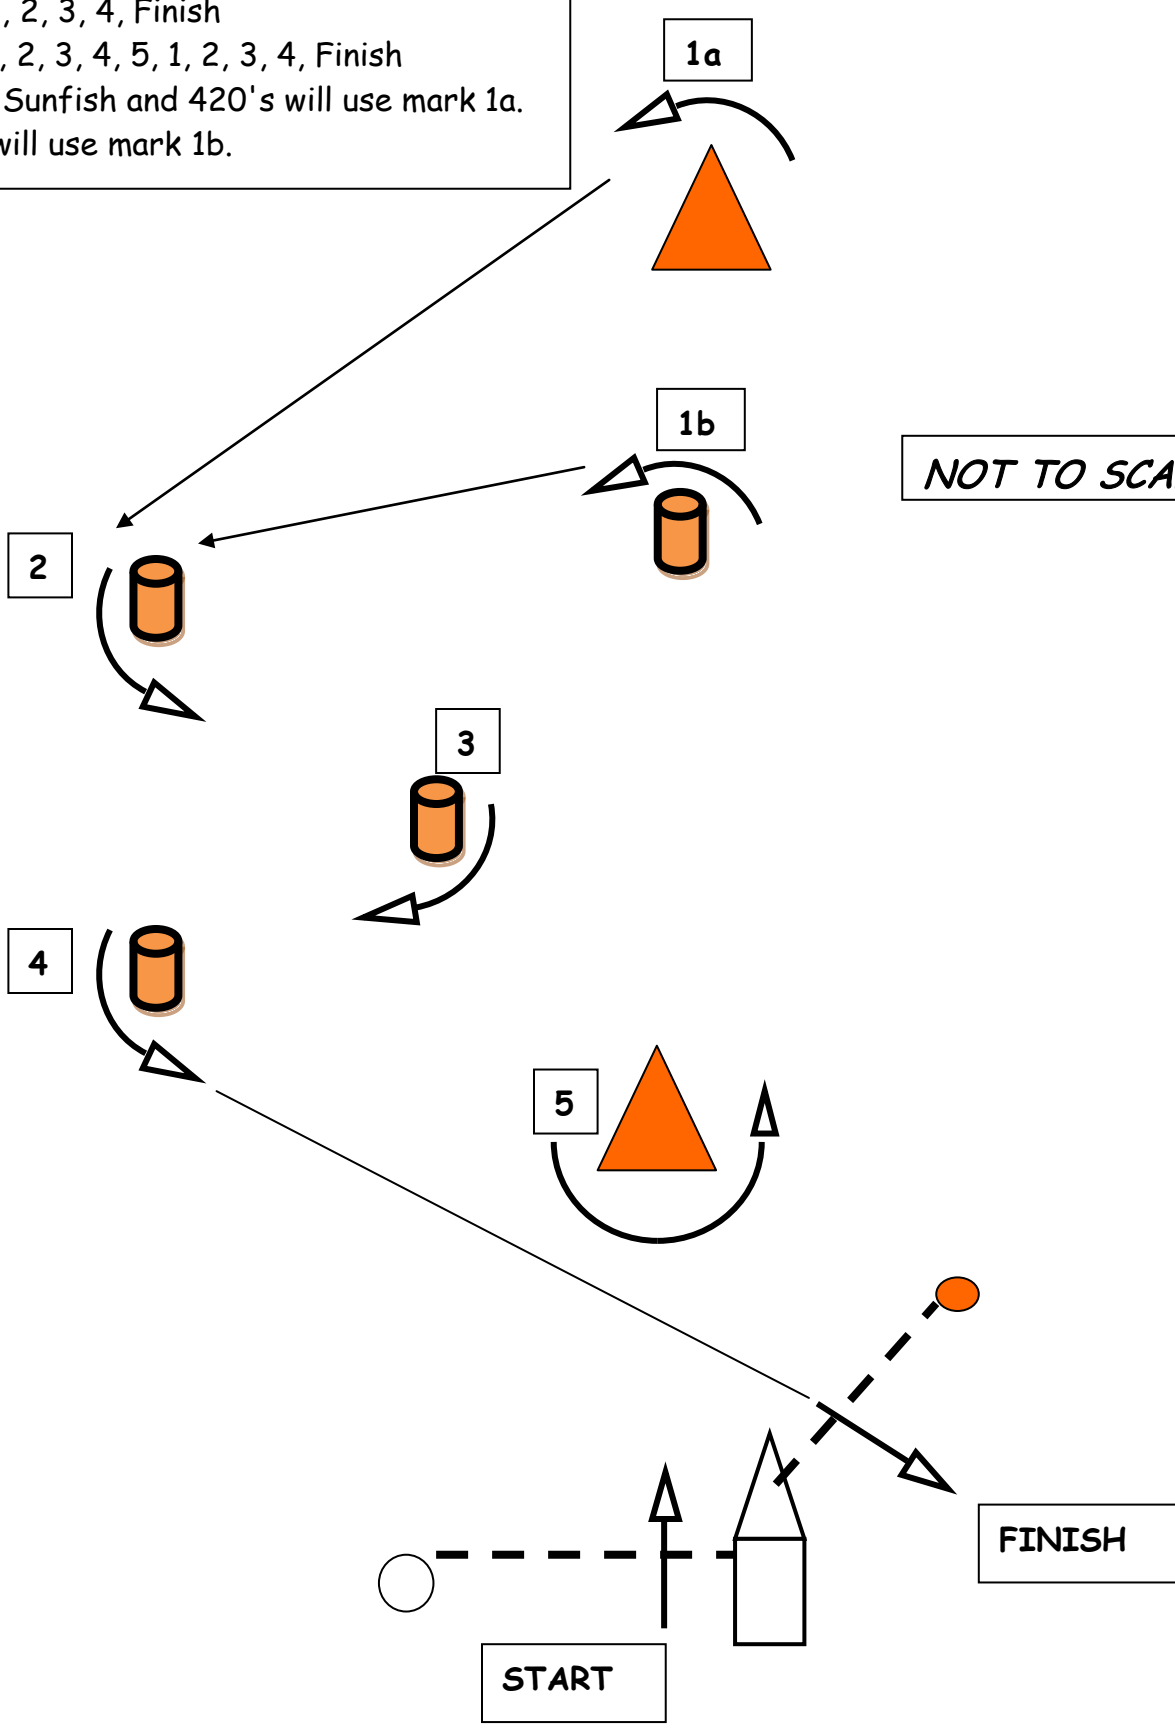 , 2, 3, 4, Finish
, 2, 3, 4, 5, 1, 2, 3, 4, Finish
Sunfish and 420's will use mark 1a.
will use mark 1b.
1a
1b
NOT TO SCA
2
3
4
5
FINISH
START